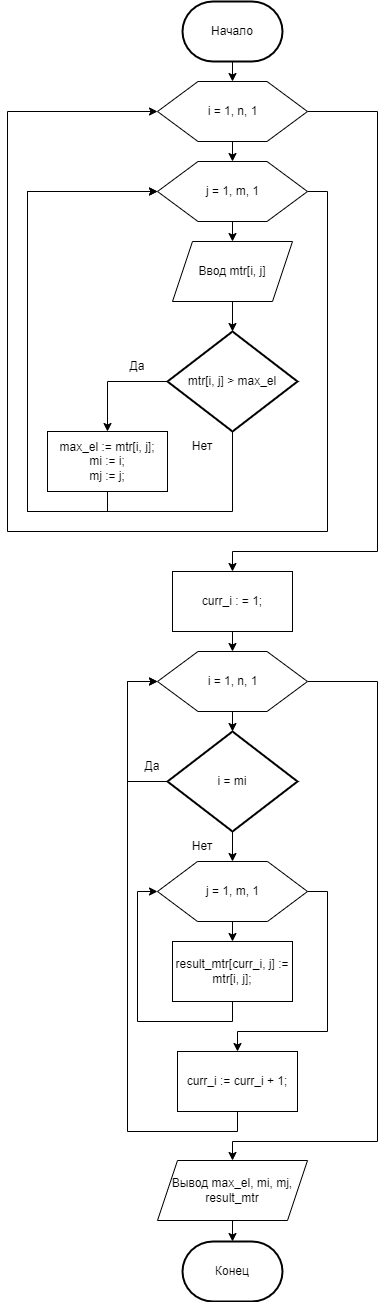 Начало
i = 1, n, 1
j = 1, m, 1
Ввод mtr[i, j]
mtr[i, j] > max_el
Да
Нет
max_el := mtr[i, j];
mi := i;
mj := j;
curr_i : = 1;
i = 1, n, 1
i = mi
Да
Нет
j = 1, m, 1
result_mtr[curr_i, j] :=
mtr[i, j];
curr_i := curr_i + 1;
Вывод max_el, mi, mj,
result_mtr
Конец